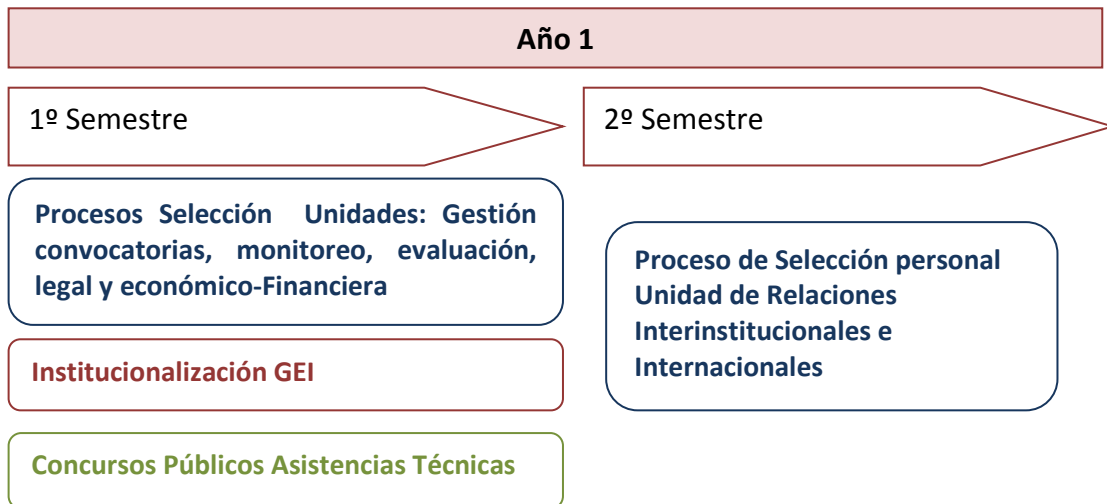 Año 1
1º Semestre
2º Semestre
Procesos Selección Unidades: Gestión
convocatorias, monitoreo, evaluación,
legal y económico-Financiera
Proceso de Selección personal
Unidad de Relaciones
Interinstitucionales e
Internacionales
Institucionalización GEI
Concursos Públicos Asistencias Técnicas